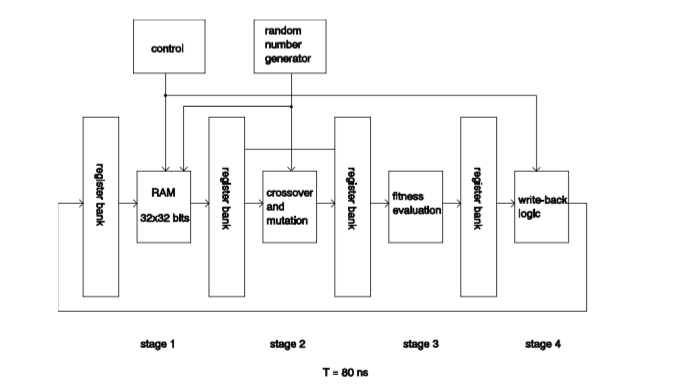 control
random
number
generator
register bank
RAM
32x32 bits
register bank
crossover
and
mutation
register bank
fitness
evaluation
register bank
write-back
logic
stage 1
stage 2
stage 3
stage 4
T = 80 ns